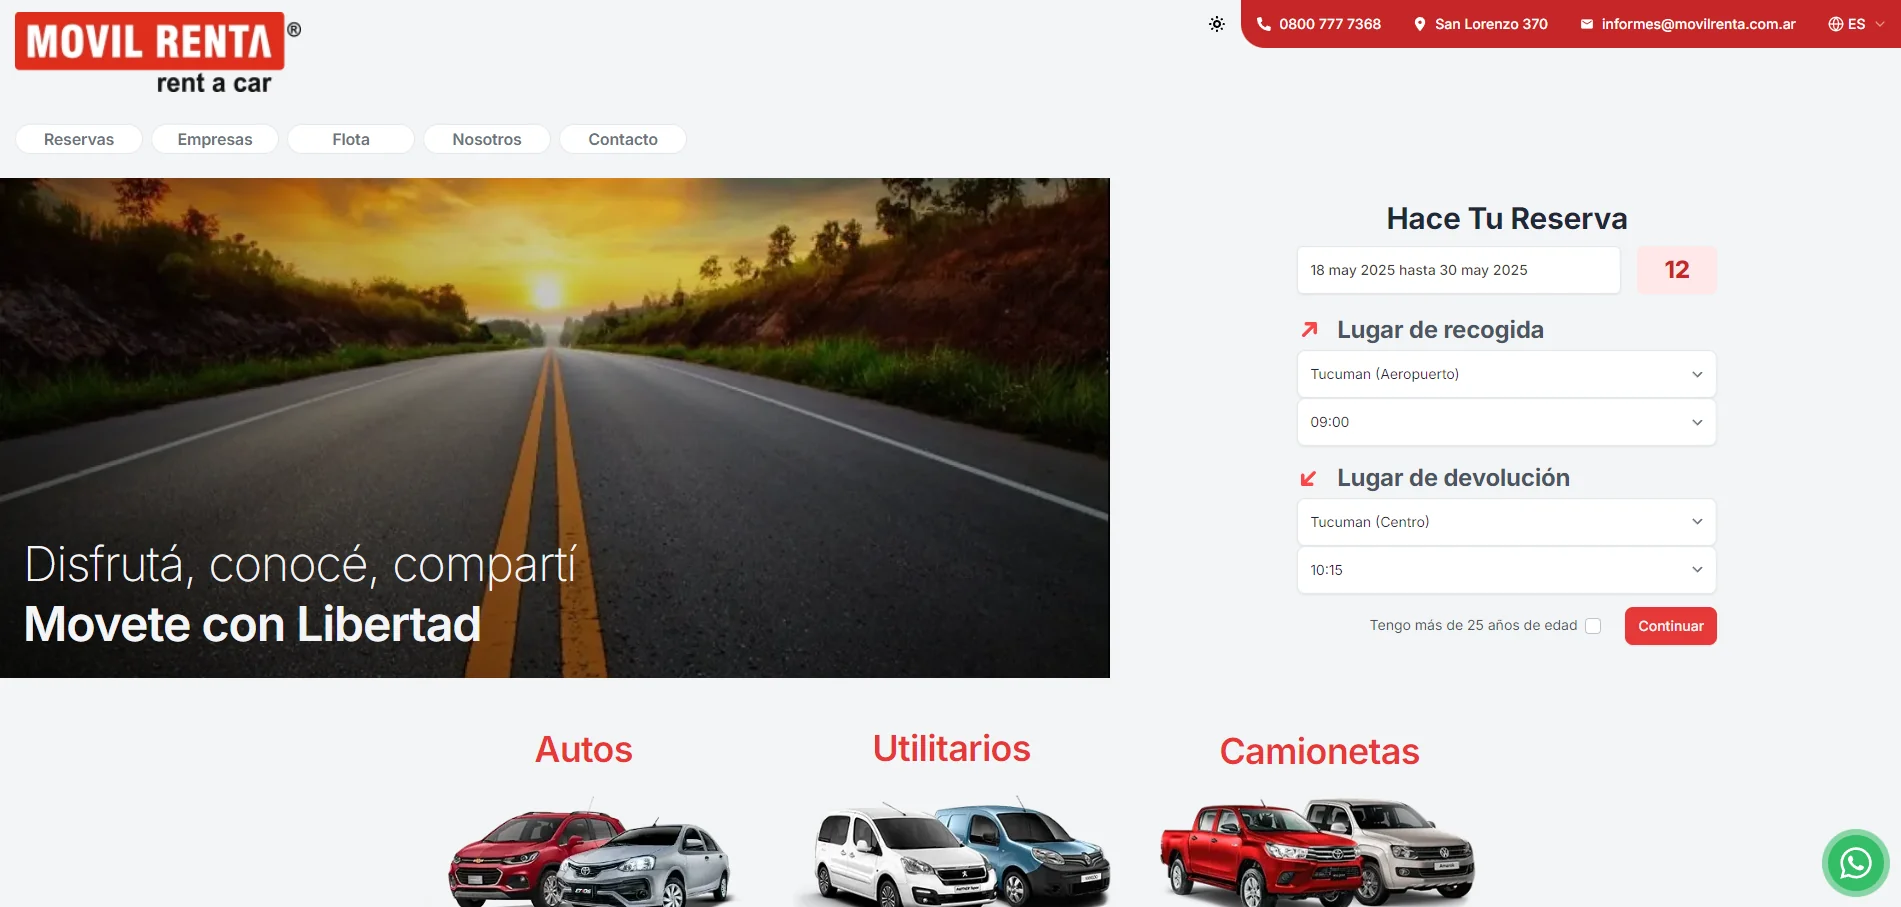 MOVIL RENTA®
rent a car
0800 777 7368
San Lorenzo 370
informes@movilrenta.com.ar
ES
Reservas
Empresas
Flota
Nosotros
Contacto
Disfrutá, conocé, compartí
Movete con Libertad
Hace Tu Reserva
18 may 2025 hasta 30 may 2025
12
Lugar de recogida
Tucuman (Aeropuerto)
09:00
Lugar de devolución
Tucuman (Centro)
10:15
Tengo más de 25 años de edad
Continuar
Autos
Utilitarios
Camionetas